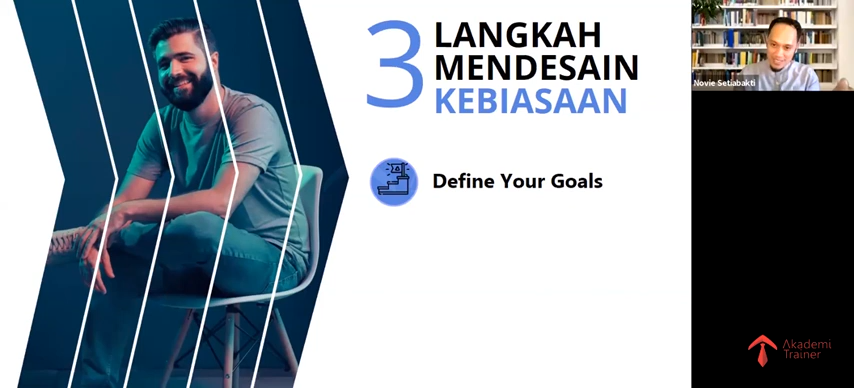 3
LANGKAH
MENDESAIN
KEBIASAAN
Define Your Goals
Novie Setiabakti
Akademi
Trainer